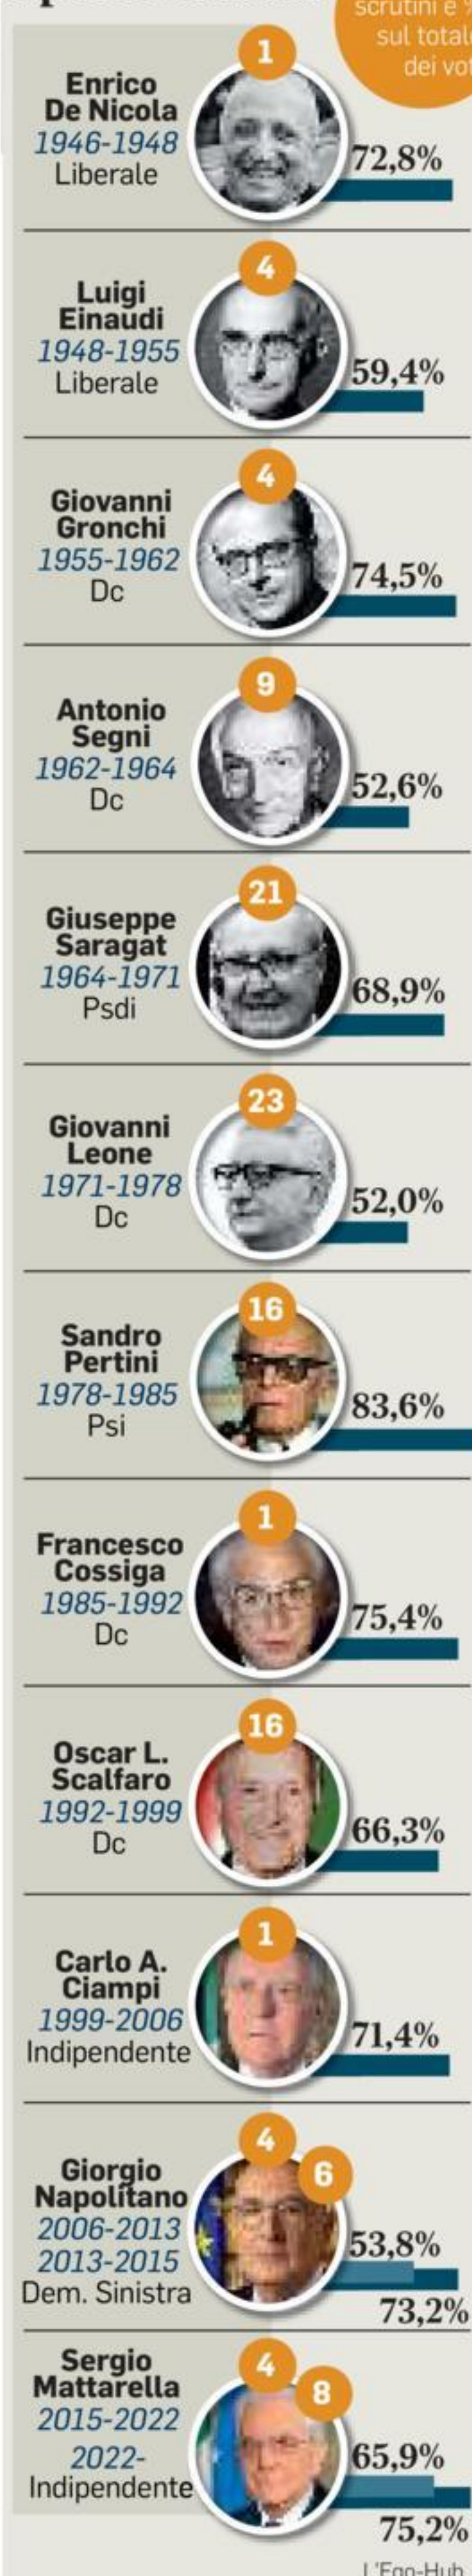 scrutini e %
sul totale
dei vot
1
Enrico
De Nicola
1946-1948
Liberale
72,8%
4
Luigi
Einaudi
1948-1955
Liberale
59,4%
4
Giovanni
Gronchi
1955-1962
Dc
74,5%
9
Antonio
Segni
1962-1964
Dc
52,6%
21
Giuseppe
Saragat
1964-1971
Psdi
68,9%
23
Giovanni
Leone
1971-1978
Dc
52,0%
16
Sandro
Pertini
1978-1985
Psi
83,6%
1
Francesco
Cossiga
1985-1992
Dc
75,4%
16
Oscar L.
Scalfaro
1992-1999
Dc
66,3%
1
Carlo A.
Ciampi
1999-2006
Indipendente
71,4%
4
6
Giorgio
Napolitano
2006-2013
2013-2015
Dem. Sinistra
53,8%
73,2%
4
8
Sergio
Mattarella
2015-2022
2022-
Indipendente
65,9%
75,2%
L'Ego-Hub